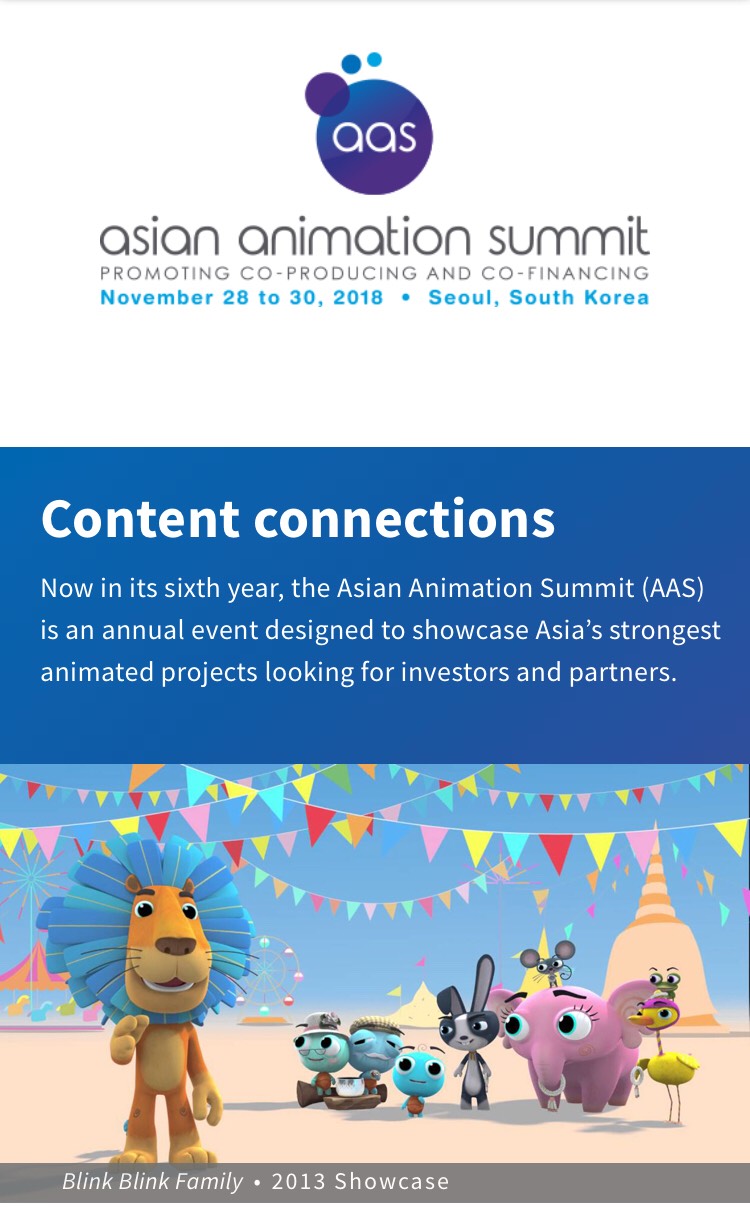 aas
asian animation summit
PROMOTING CO-PRODUCING AND CO-FINANCING
November 28 to 30, 2018 • Seoul, South Korea
Content connections
Now in its sixth year, the Asian Animation Summit (AAS)
is an annual event designed to showcase Asia’s strongest
animated projects looking for investors and partners.
Blink Blink Family • 2013 Showcase